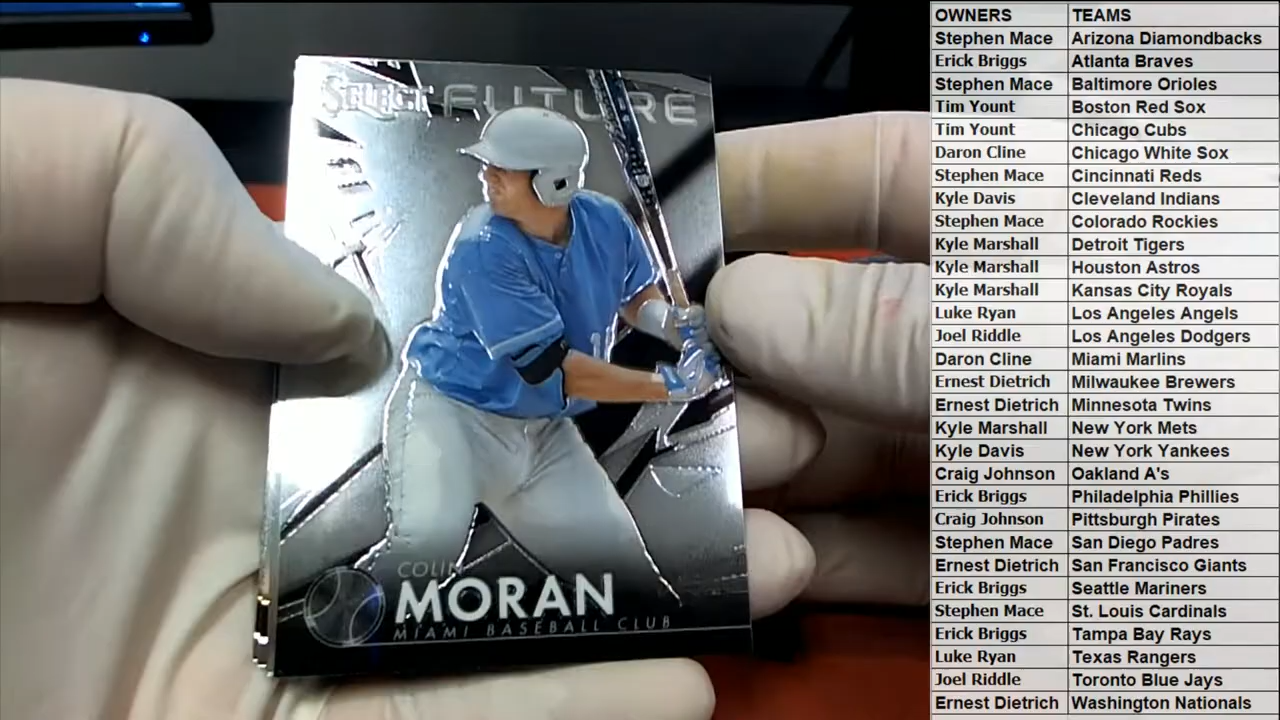 SELECT FUTURE
COLIN
MORAN
MIAMI BASEBALL CLUB
OWNERS TEAMS
Stephen Mace Arizona Diamondbacks
Erick Briggs Atlanta Braves
Stephen Mace Baltimore Orioles
Tim Yount Boston Red Sox
Tim Yount Chicago Cubs
Daron Cline Chicago White Sox
Stephen Mace Cincinnati Reds
Kyle Davis Cleveland Indians
Stephen Mace Colorado Rockies
Kyle Marshall Detroit Tigers
Kyle Marshall Houston Astros
Kyle Marshall Kansas City Royals
Luke Ryan Los Angeles Angels
Joel Riddle Los Angeles Dodgers
Daron Cline Miami Marlins
Ernest Dietrich Milwaukee Brewers
Ernest Dietrich Minnesota Twins
Kyle Marshall New York Mets
Kyle Davis New York Yankees
Craig Johnson Oakland A's
Erick Briggs Philadelphia Phillies
Craig Johnson Pittsburgh Pirates
Stephen Mace San Diego Padres
Ernest Dietrich San Francisco Giants
Erick Briggs Seattle Mariners
Stephen Mace St. Louis Cardinals
Erick Briggs Tampa Bay Rays
Luke Ryan Texas Rangers
Joel Riddle Toronto Blue Jays
Ernest Dietrich Washington Nationals